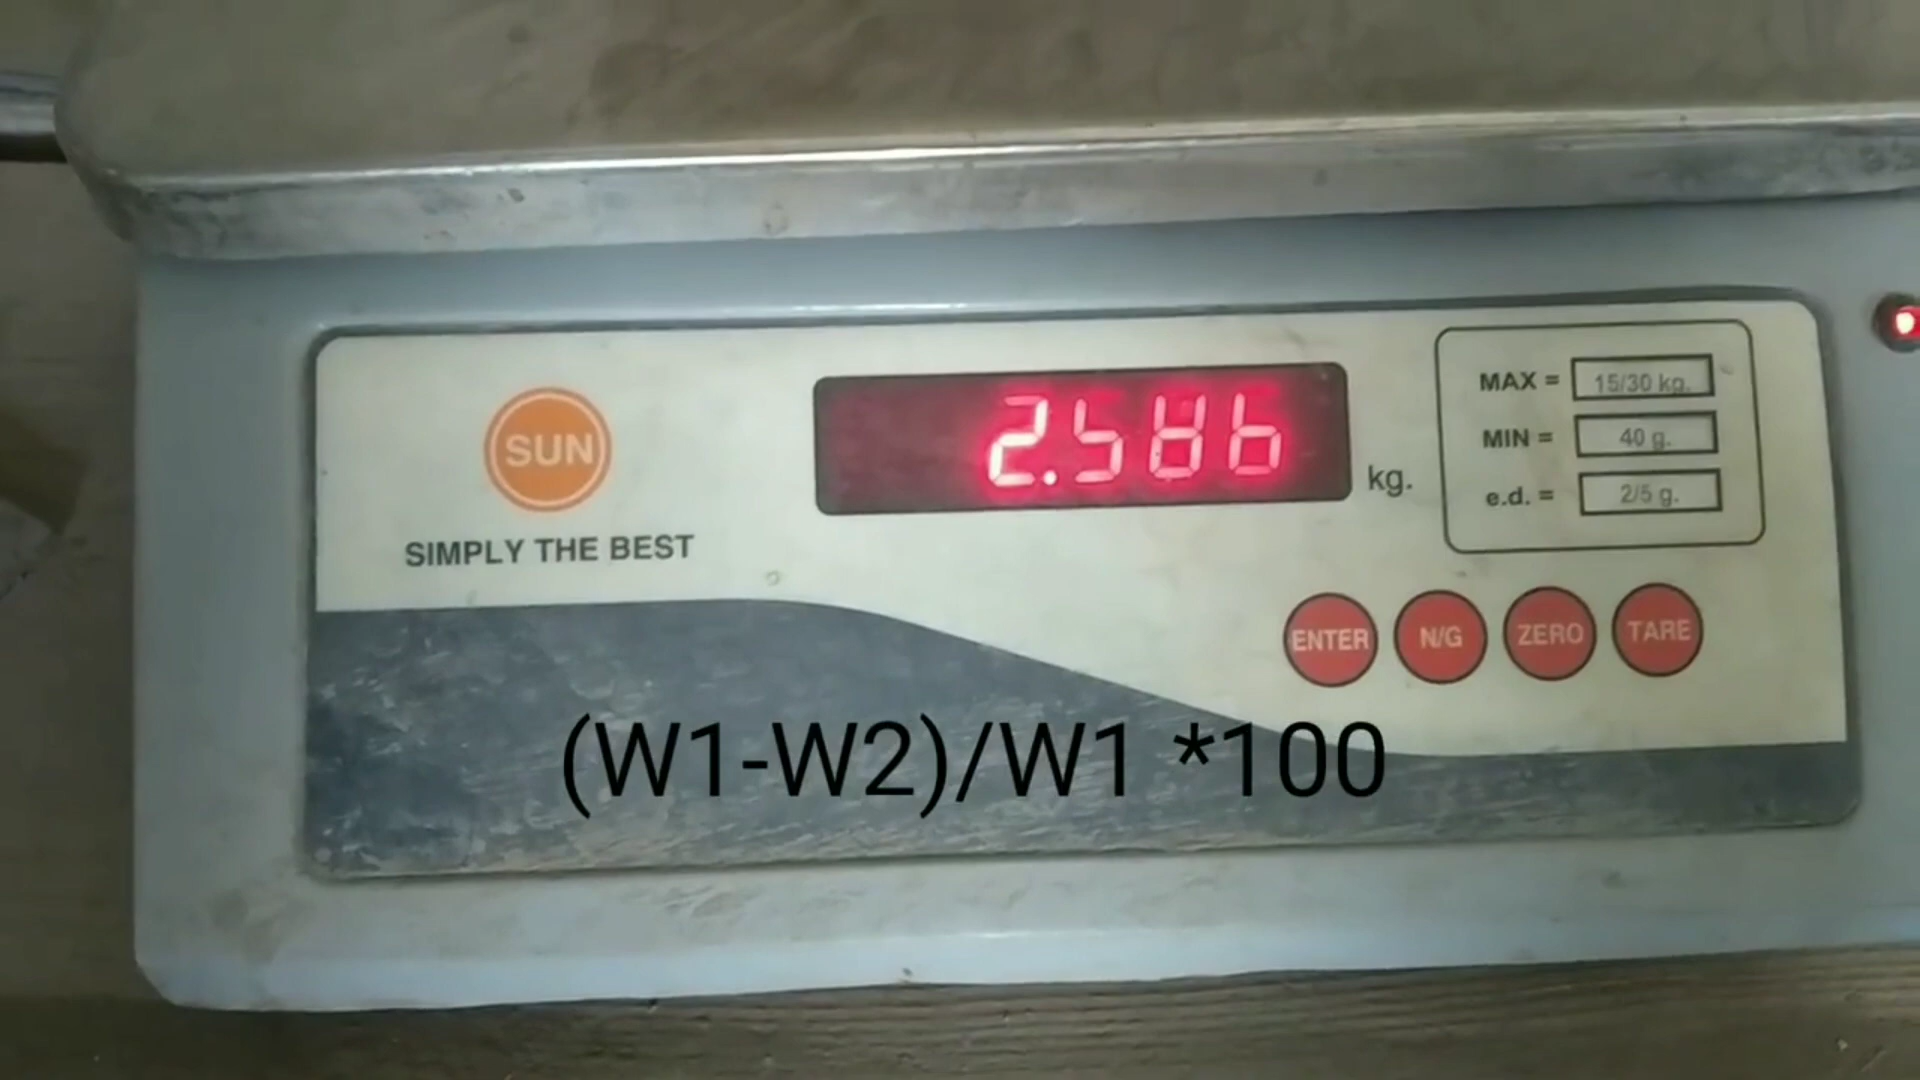 SUN
SIMPLY THE BEST
2.586
kg.
MAX = 15/30 kg.
MIN = 40 g.
e.d. = 2/5 g.
ENTER N/G ZERO TARE
(W1-W2)/W1 *100